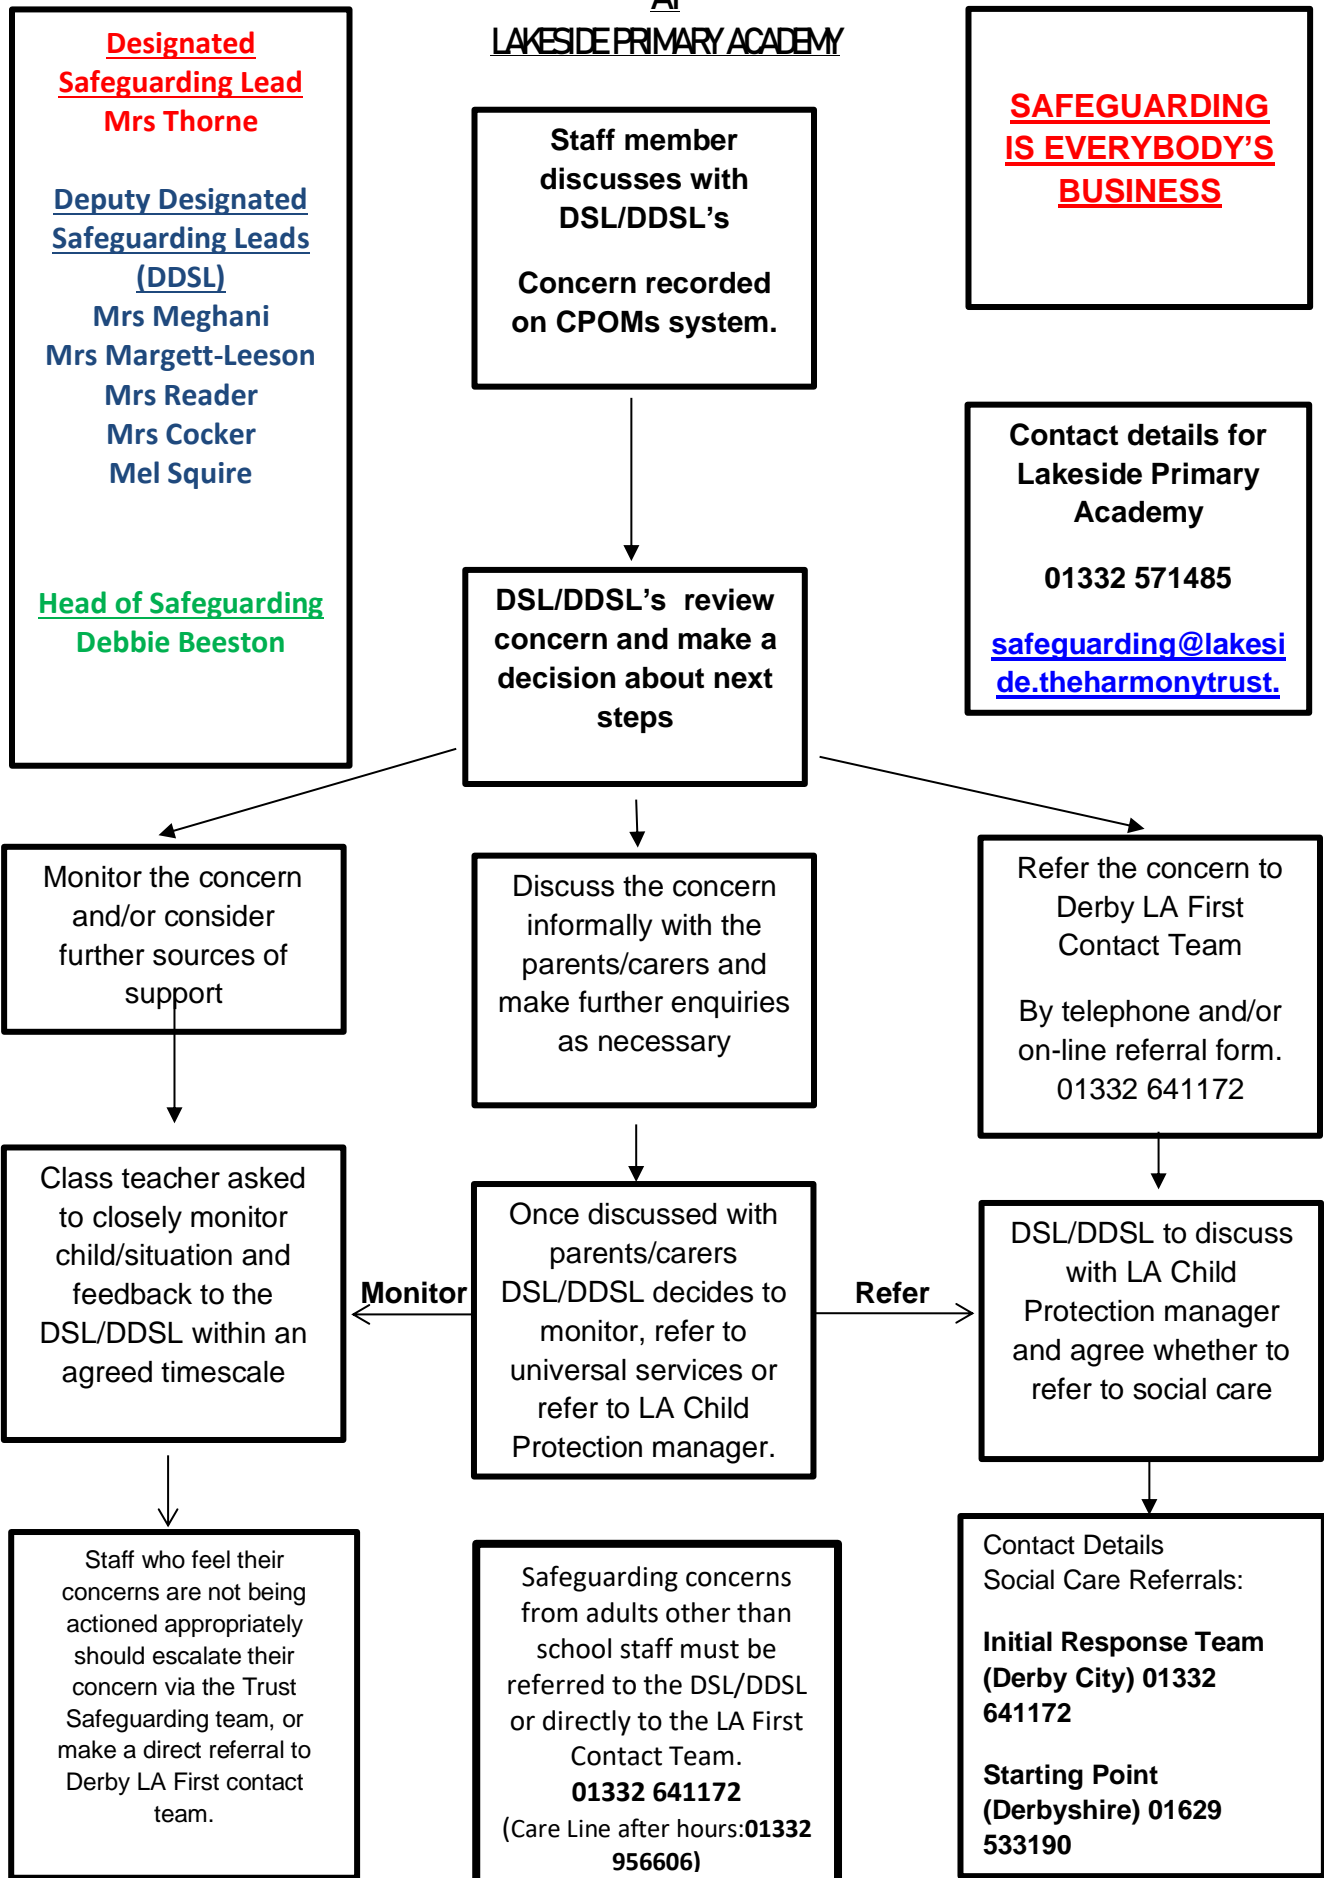 AT
LAKESIDE PRIMARY ACADEMY
Designated
Safeguarding Lead
Mrs Thorne
Deputy Designated
Safeguarding Leads
(DDSL)
Mrs Meghani
Mrs Margett-Leeson
Mrs Reader
Mrs Cocker
Mel Squire
Head of Safeguarding
Debbie Beeston
Staff member
discusses with
DSL/DDSL’s
Concern recorded
on CPOMs system.
SAFEGUARDING
IS EVERYBODY’S
BUSINESS
Contact details for
Lakeside Primary
Academy
01332 571485
safeguarding@lakesi
de.theharmonytrust.
DSL/DDSL’s review
concern and make a
decision about next
steps
Monitor the concern
and/or consider
further sources of
support
Discuss the concern
informally with the
parents/carers and
make further enquiries
as necessary
Refer the concern to
Derby LA First
Contact Team
By telephone and/or
on-line referral form.
01332 641172
Class teacher asked
to closely monitor
child/situation and
feedback to the
DSL/DDSL within an
agreed timescale
Monitor
Once discussed with
parents/carers
DSL/DDSL decides to
monitor, refer to
universal services or
refer to LA Child
Protection manager.
Refer
DSL/DDSL to discuss
with LA Child
Protection manager
and agree whether to
refer to social care
Staff who feel their
concerns are not being
actioned appropriately
should escalate their
concern via the Trust
Safeguarding team, or
make a direct referral to
Derby LA First contact
team.
Safeguarding concerns
from adults other than
school staff must be
referred to the DSL/DDSL
or directly to the LA First
Contact Team.
01332 641172
(Care Line after hours:01332
956606)
Contact Details
Social Care Referrals:
Initial Response Team
(Derby City) 01332
641172
Starting Point
(Derbyshire) 01629
533190